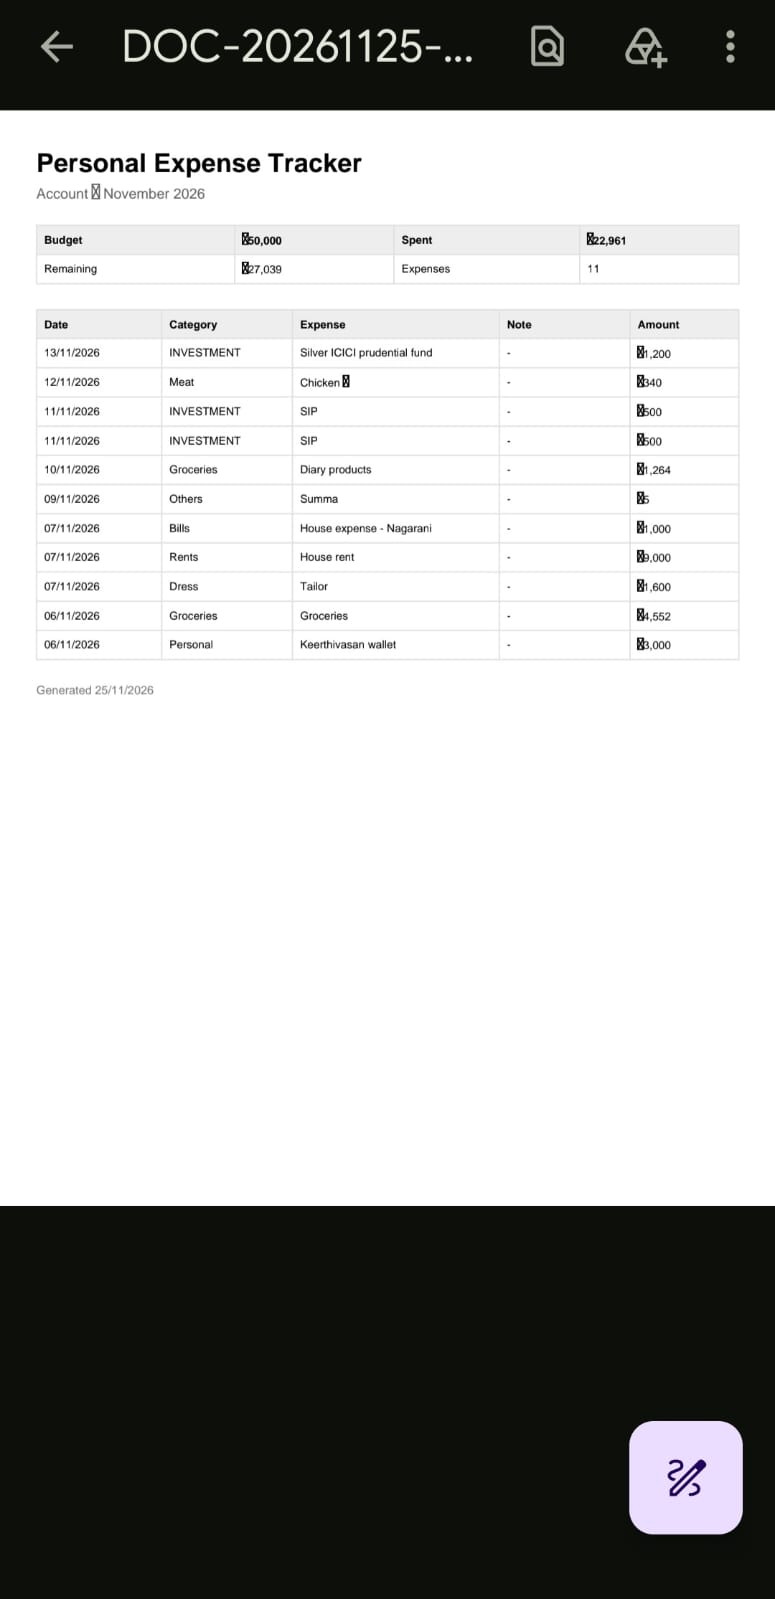 DOC-20261125-...
Personal Expense Tracker
Account November 2026
Budget 50,000 Spent 22,961
Remaining 27,039 Expenses 11
Date Category Expense Note Amount
13/11/2026 INVESTMENT Silver ICICI prudential fund - 1,200
12/11/2026 Meat Chicken - 340
11/11/2026 INVESTMENT SIP - 500
11/11/2026 INVESTMENT SIP - 500
10/11/2026 Groceries Diary products - 1,264
09/11/2026 Others Summa - 5
07/11/2026 Bills House expense - Nagarani - 1,000
07/11/2026 Rents House rent - 9,000
07/11/2026 Dress Tailor - 1,600
06/11/2026 Groceries Groceries - 4,552
06/11/2026 Personal Keerthivasan wallet - 3,000
Generated 25/11/2026